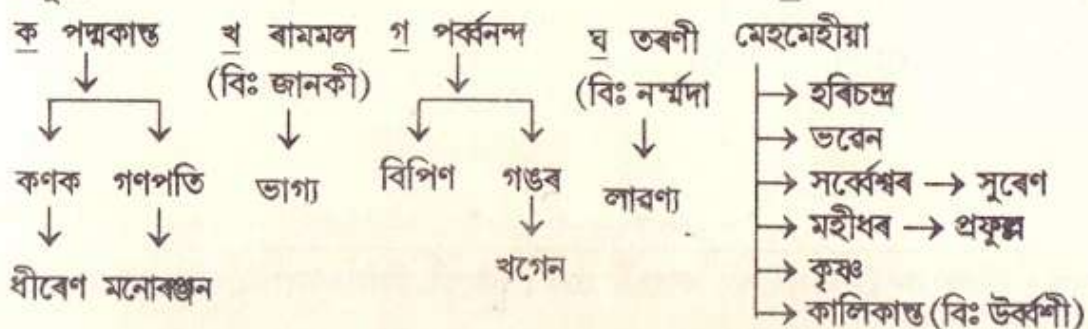 ক পদ্মকান্ত খ ৰামমল গ পৰ্ব্বনন্দ ঘ তৰণী মেহমেহীয়া
(বিঃ জানকী) (বিঃ নৰ্ম্মদা → হৰিচন্দ্ৰ
→ ভৱেন
কণক গণপতি ভাগ্য বিপিণ গঙৰ লাৱণ্য → সৰ্ব্বেশ্বৰ → সুৰেণ
→ মহীধৰ → প্ৰফুল্ল
ধীৰেণ মনোৰঞ্জন খগেন → কৃষ্ণ
→ কালিকান্ত (বিঃ উৰ্ব্বশী)